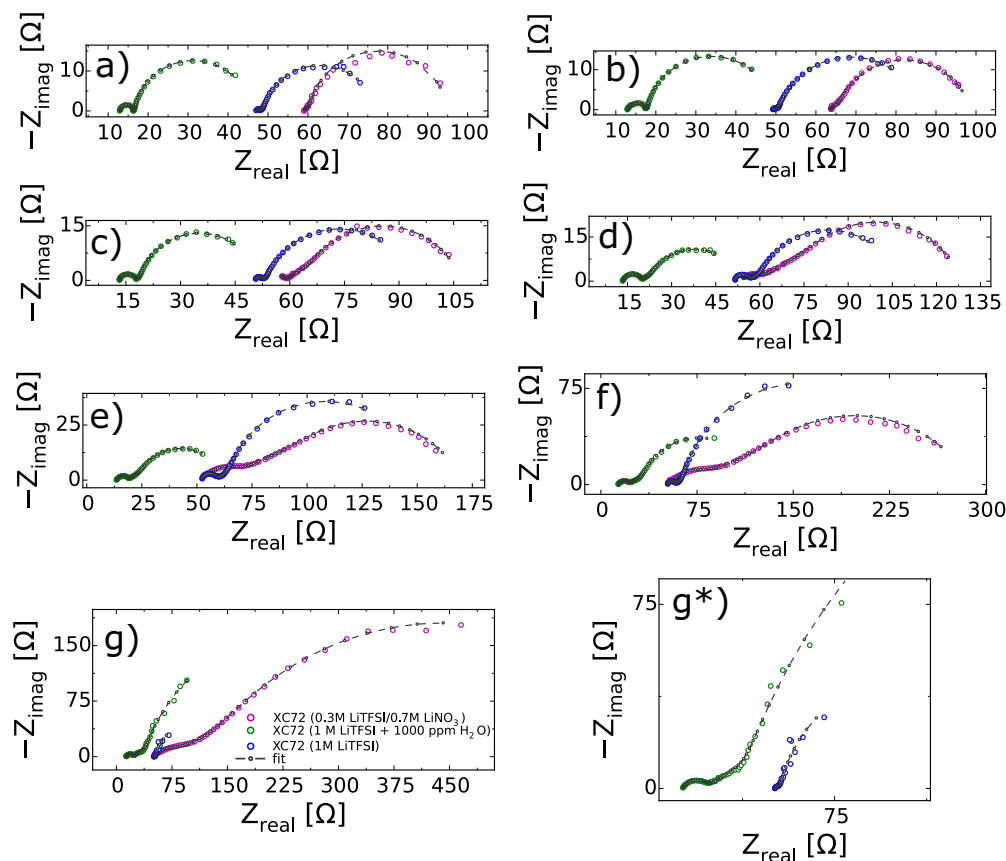 a)
−Z_imag [Ω]
10
0
10 20 30 40 50 60 70 80 90 100
Z_real [Ω]
b)
−Z_imag [Ω]
10
0
10 20 30 40 50 60 70 80 90 100
Z_real [Ω]
c)
−Z_imag [Ω]
15
0
15 30 45 60 75 90 105
Z_real [Ω]
d)
−Z_imag [Ω]
15
0
15 30 45 60 75 90 105 120 135
Z_real [Ω]
e)
−Z_imag [Ω]
25
0
0 25 50 75 100 125 150 175
Z_real [Ω]
f)
−Z_imag [Ω]
75
0
0 75 150 225 300
Z_real [Ω]
g)
−Z_imag [Ω]
150
75
0
XC72 (0.3M LiTFSI/0.7M LiNO₃)
XC72 (1 M LiTFSI + 1000 ppm H₂O)
XC72 (1M LiTFSI)
fit
0 75 150 225 300 375 450
Z_real [Ω]
g*)
−Z_imag [Ω]
75
0
75
Z_real [Ω]